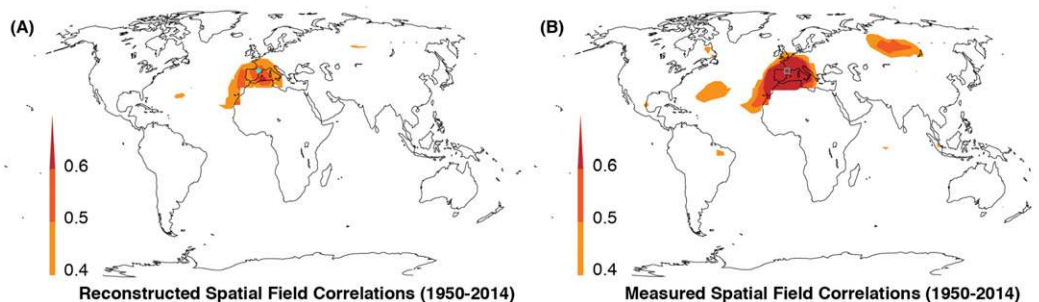 (A)
0.6
0.5
0.4
Reconstructed Spatial Field Correlations (1950-2014)
(B)
0.6
0.5
0.4
Measured Spatial Field Correlations (1950-2014)